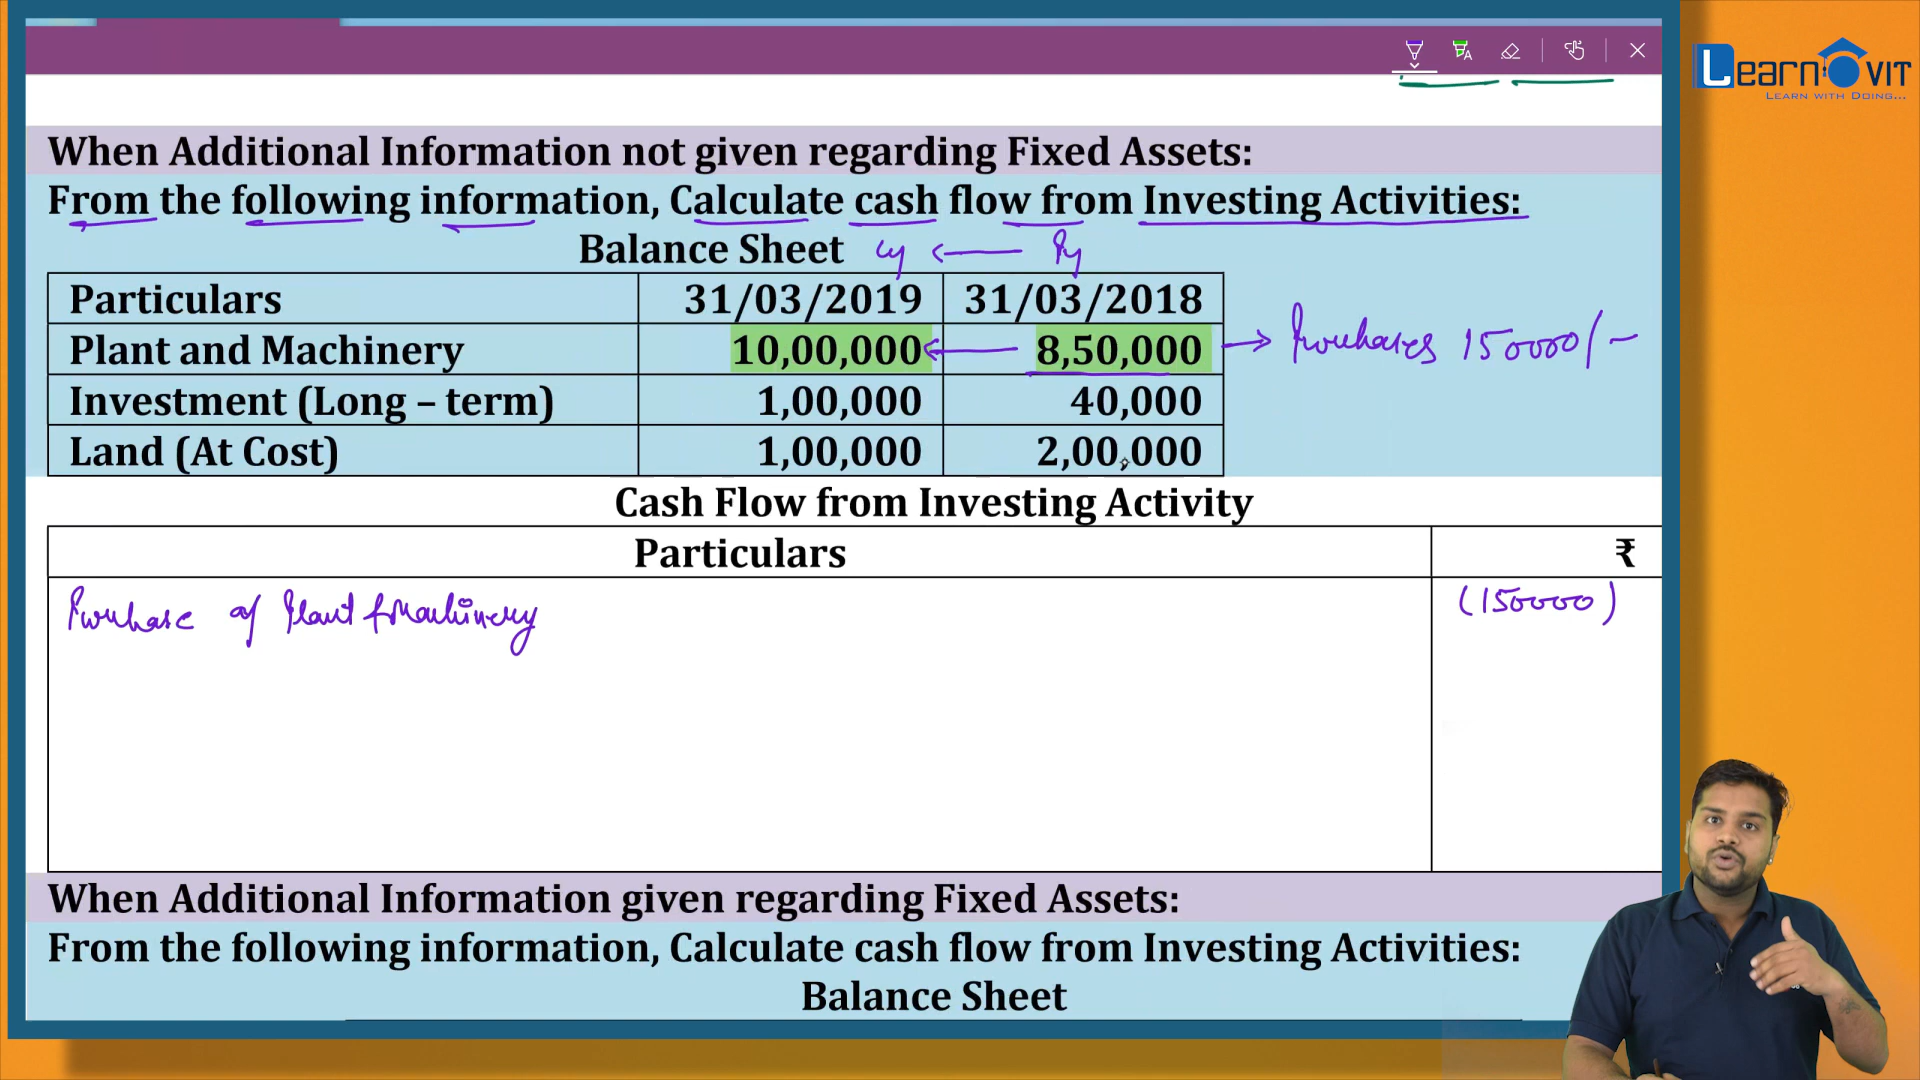 LearnOvit
Learn with Doing...
When Additional Information not given regarding Fixed Assets:
From the following information, Calculate cash flow from Investing Activities:
Balance Sheet cy ← Py
Particulars 31/03/2019 31/03/2018
Plant and Machinery 10,00,000 ← 8,50,000 → Purchases 150000/-
Investment (Long – term) 1,00,000 40,000
Land (At Cost) 1,00,000 2,00,000
Cash Flow from Investing Activity
Particulars ₹
Purchase of Plant & Machinery (150000)
When Additional Information given regarding Fixed Assets:
From the following information, Calculate cash flow from Investing Activities:
Balance Sheet